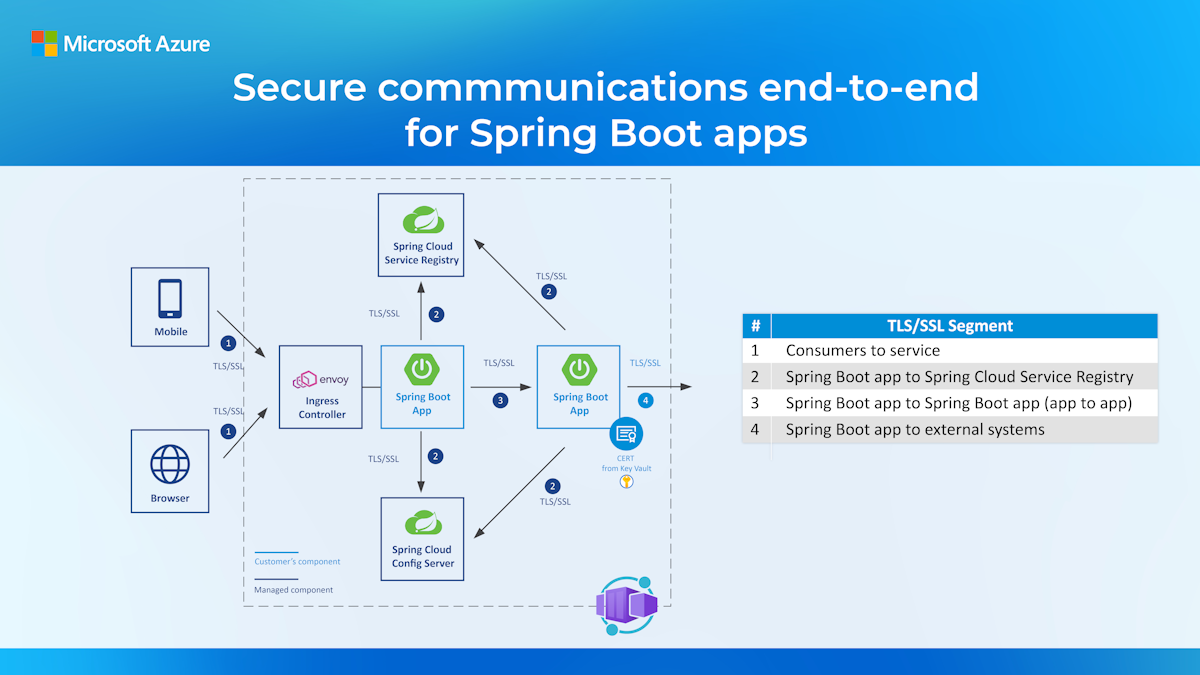 Microsoft Azure
Secure commmunications end-to-end
for Spring Boot apps
Spring Cloud
Service Registry
TLS/SSL
2
TLS/SSL
2
Mobile
1
TLS/SSL
TLS/SSL
1
Browser
envoy
Ingress
Controller
Spring Boot
App
TLS/SSL
3
Spring Boot
App
TLS/SSL
4
CERT
from Key Vault
TLS/SSL
2
2
TLS/SSL
Spring Cloud
Config Server
Customer's component
Managed component
# TLS/SSL Segment
1 Consumers to service
2 Spring Boot app to Spring Cloud Service Registry
3 Spring Boot app to Spring Boot app (app to app)
4 Spring Boot app to external systems